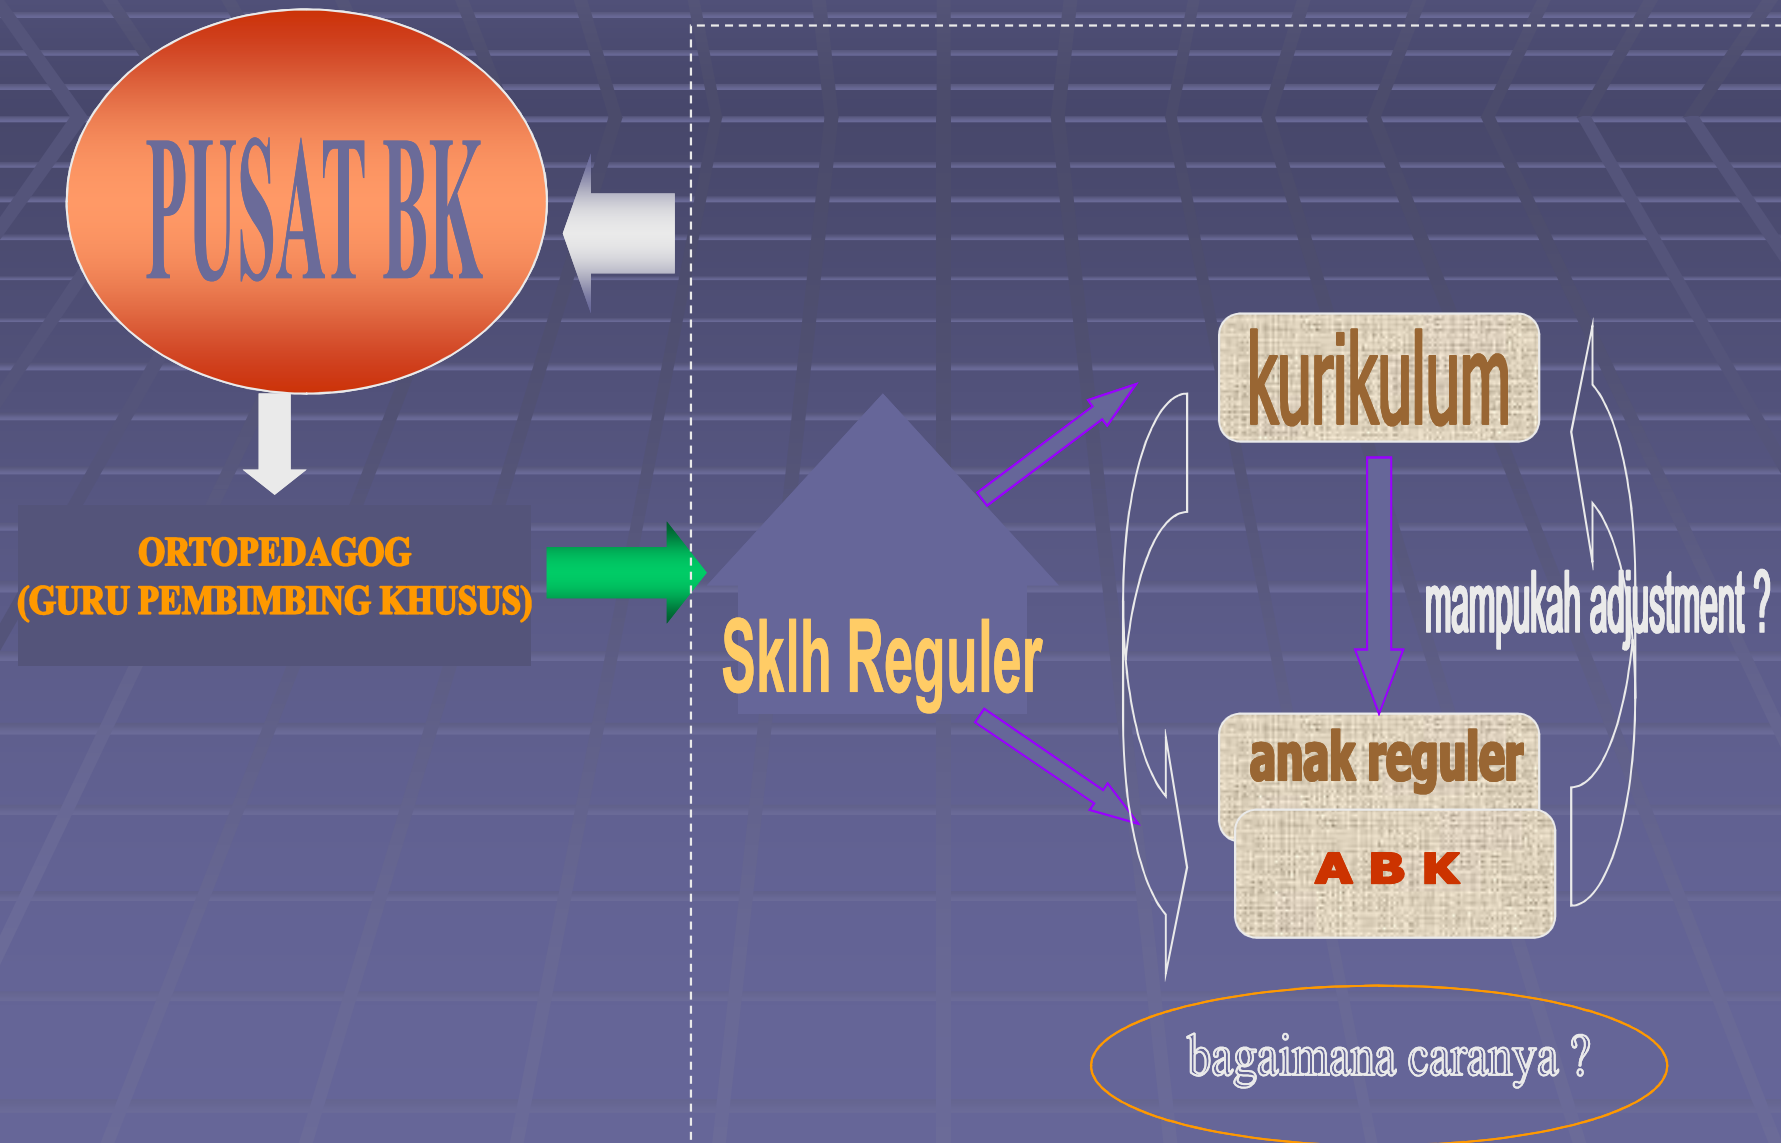 PUSAT BK
ORTOPEDAGOG
(GURU PEMBIMBING KHUSUS)
Sklh Reguler
kurikulum
mampukah adjustment ?
anak reguler
A B K
bagaimana caranya ?